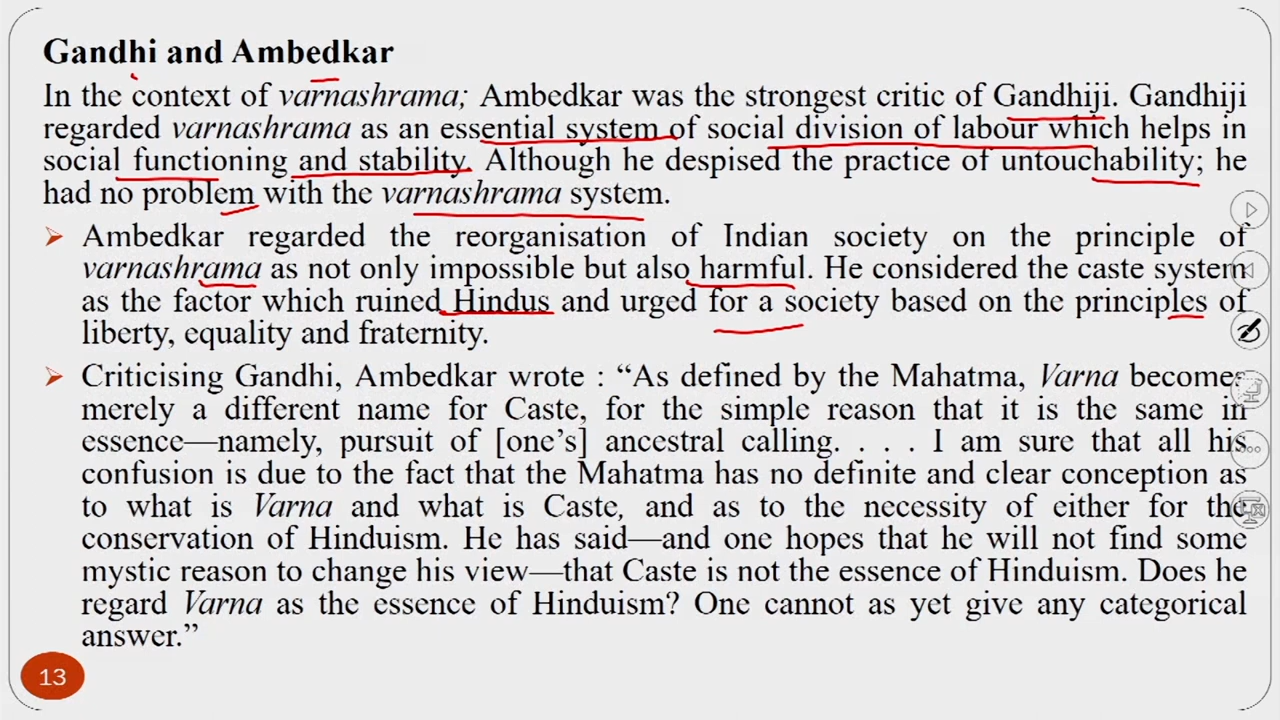 Gandhi and Ambedkar
In the context of varnashrama; Ambedkar was the strongest critic of Gandhiji. Gandhiji
regarded varnashrama as an essential system of social division of labour which helps in
social functioning and stability. Although he despised the practice of untouchability; he
had no problem with the varnashrama system.
➢ Ambedkar regarded the reorganisation of Indian society on the principle of
varnashrama as not only impossible but also harmful. He considered the caste system
as the factor which ruined Hindus and urged for a society based on the principles of
liberty, equality and fraternity.
➢ Criticising Gandhi, Ambedkar wrote : “As defined by the Mahatma, Varna becomes
merely a different name for Caste, for the simple reason that it is the same in
essence—namely, pursuit of [one’s] ancestral calling. . . . I am sure that all his
confusion is due to the fact that the Mahatma has no definite and clear conception as
to what is Varna and what is Caste, and as to the necessity of either for the
conservation of Hinduism. He has said—and one hopes that he will not find some
mystic reason to change his view—that Caste is not the essence of Hinduism. Does he
regard Varna as the essence of Hinduism? One cannot as yet give any categorical
answer.”
13